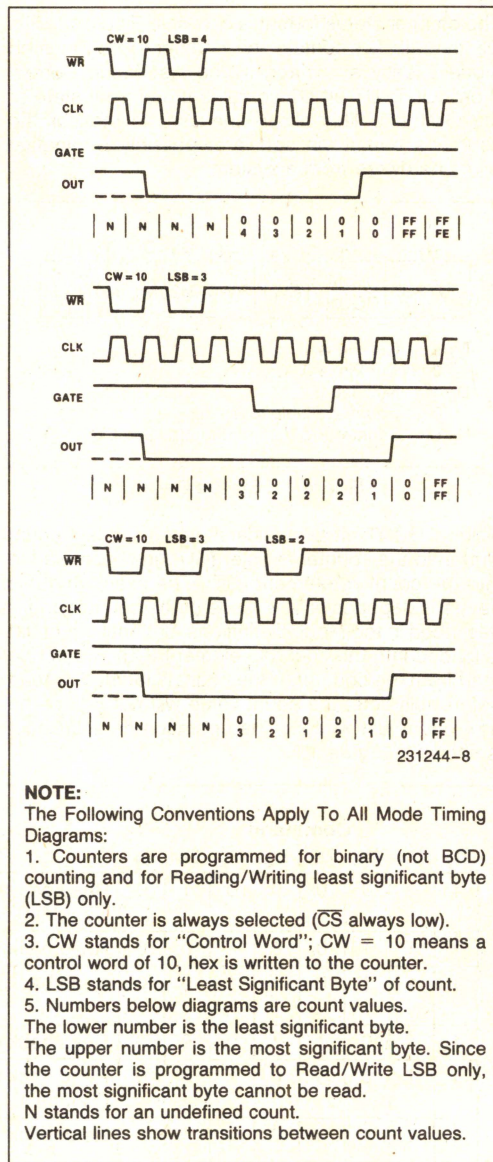 CW = 10 LSB = 4
WR
CLK
GATE
OUT
| N | N | N | N | 0 4 | 0 3 | 0 2 | 0 1 | 0 0 | FF FF | FF FE |
CW = 10 LSB = 3
WR
CLK
GATE
OUT
| N | N | N | N | 0 3 | 0 2 | 0 2 | 0 2 | 0 1 | 0 0 | FF FF |
CW = 10 LSB = 3 LSB = 2
WR
CLK
GATE
OUT
| N | N | N | N | 0 3 | 0 2 | 0 1 | 0 2 | 0 1 | 0 0 | FF FF |
231244–8
NOTE:
The Following Conventions Apply To All Mode Timing
Diagrams:
1. Counters are programmed for binary (not BCD)
counting and for Reading/Writing least significant byte
(LSB) only.
2. The counter is always selected (CS always low).
3. CW stands for "Control Word"; CW = 10 means a
control word of 10, hex is written to the counter.
4. LSB stands for "Least Significant Byte" of count.
5. Numbers below diagrams are count values.
The lower number is the least significant byte.
The upper number is the most significant byte. Since
the counter is programmed to Read/Write LSB only,
the most significant byte cannot be read.
N stands for an undefined count.
Vertical lines show transitions between count values.